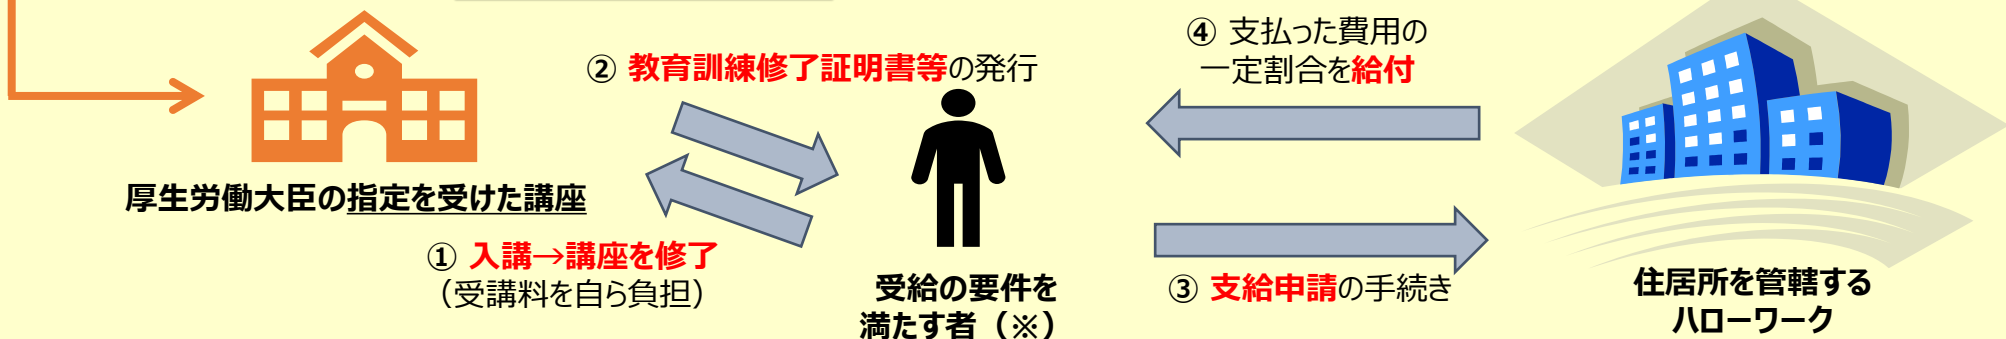 ④ 支払った費用の
一定割合を給付
② 教育訓練修了証明書等の発行
厚生労働大臣の指定を受けた講座
① 入講→講座を修了
（受講料を自ら負担）
受給の要件を
満たす者（※）
③ 支給申請の手続き
住居所を管轄する
ハローワーク